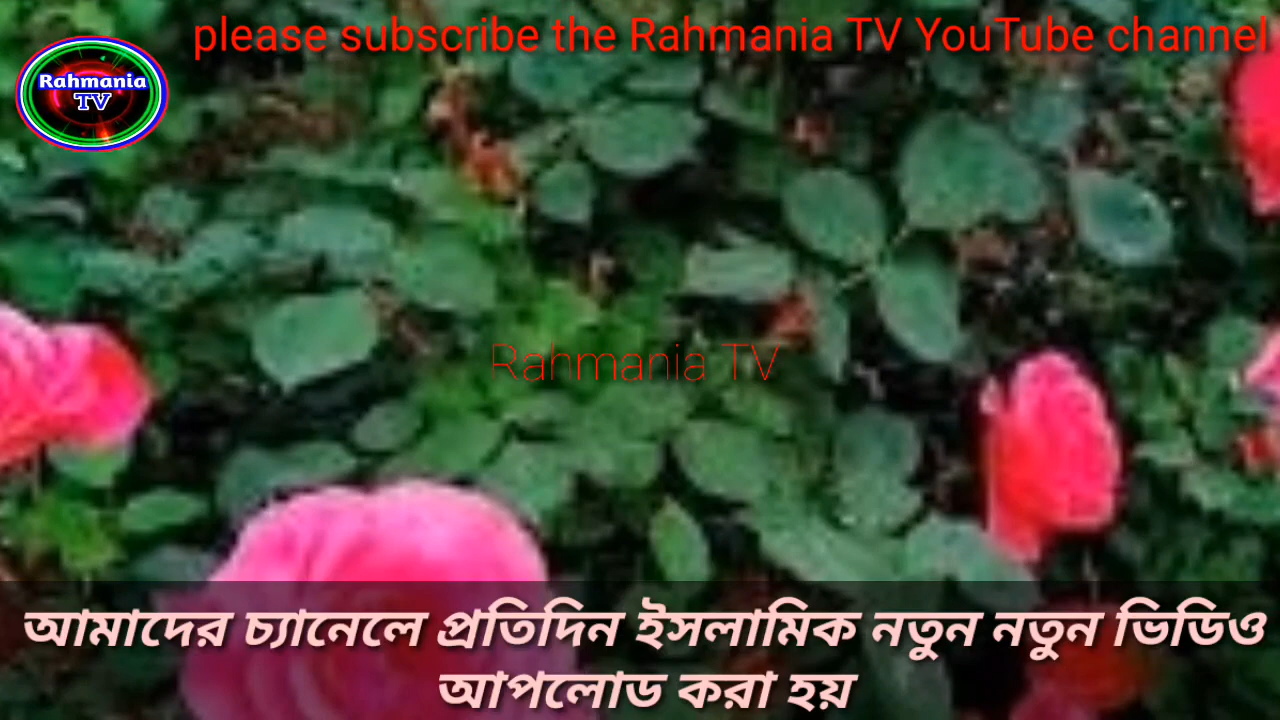 please subscribe the Rahmania TV YouTube channel
Rahmania
TV
Rahmania TV
আমাদের চ্যানেলে প্রতিদিন ইসলামিক নতুন নতুন ভিডিও
আপলোড করা হয়